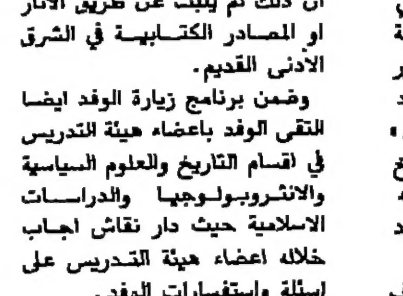 ان ذلك لم يثبت عن طريق الآثار
او المصادر الكتابية في الشرق
الأدنى القديم.
وضمن برنامج زيارة الوفد ايضا
التقى الوفد باعضاء هيئة التدريس
في اقسام التاريخ والعلوم السياسية
والانثروبولوجيا والدراسات
الاسلامية حيث دار نقاش اجاب
خلاله اعضاء هيئة التدريس على
اسئلة واستفسارات الوفد.